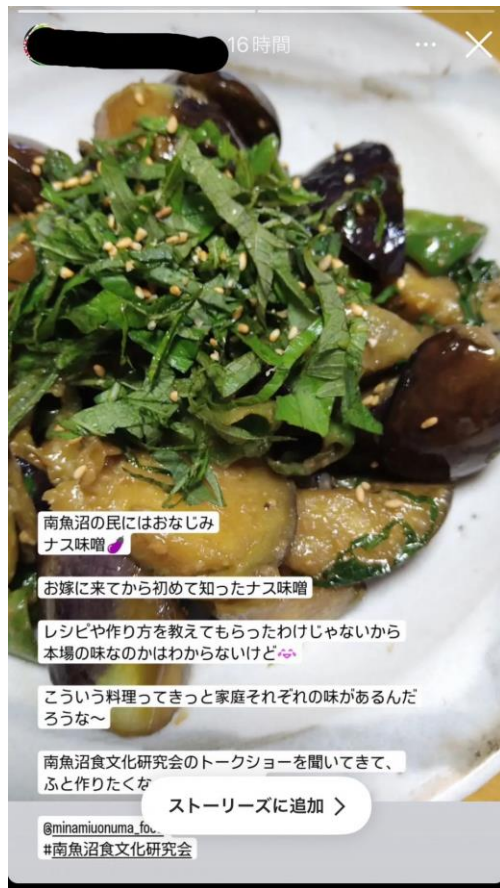 16時間
南魚沼の民にはおなじみ
ナス味噌🍆
お嫁に来てから初めて知ったナス味噌
レシピや作り方を教えてもらったわけじゃないから
本場の味なのかはわからないけど
こういう料理ってきっと家庭それぞれの味があるんだ
ろうな〜
南魚沼食文化研究会のトークショーを聞いてきて、
ふと作りたくな
ストーリーズに追加
@minamiuonuma_foo
#南魚沼食文化研究会